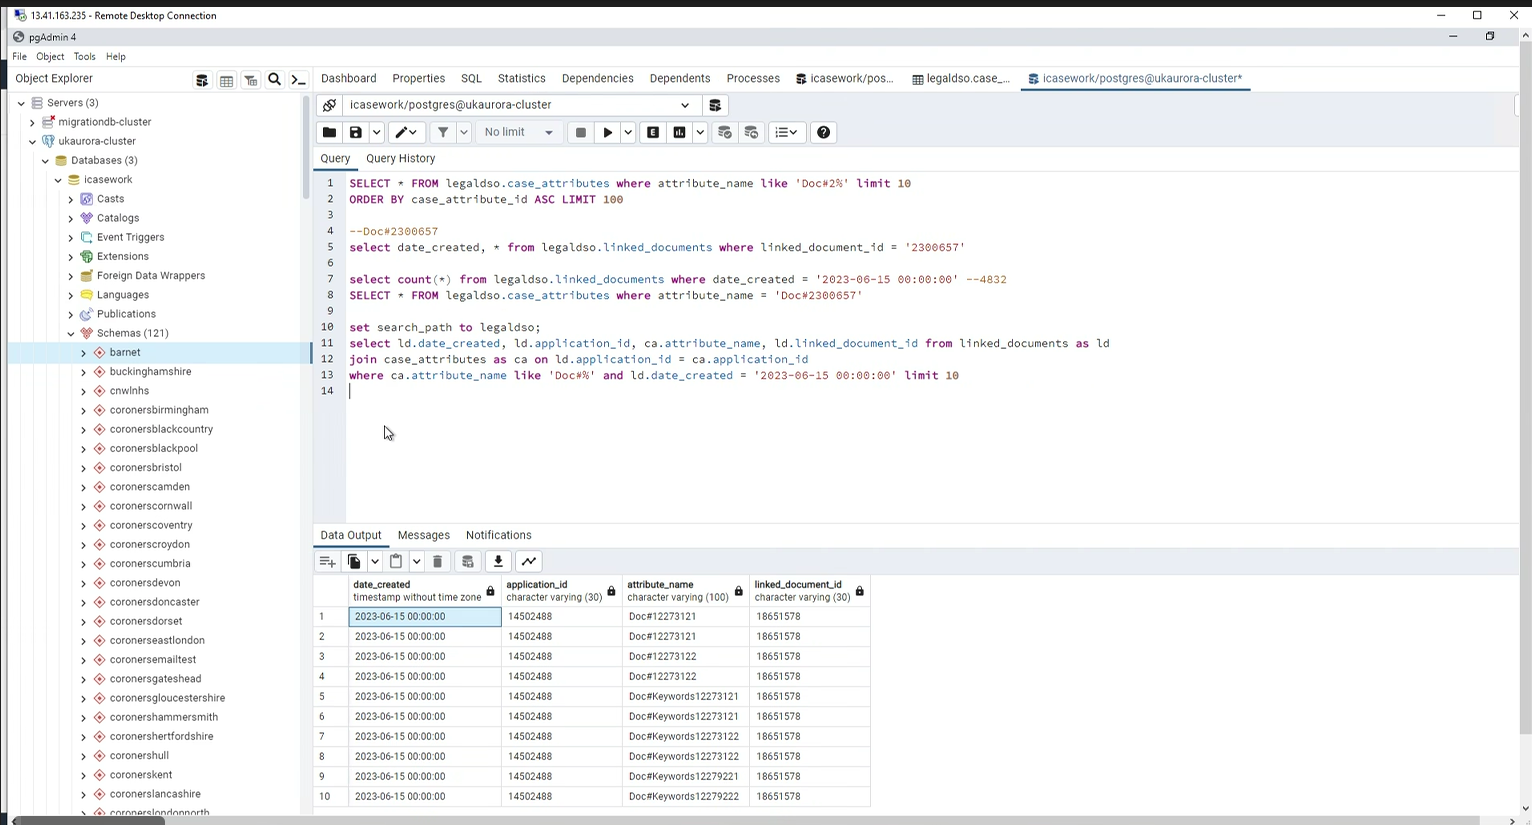 13.41.163.235 - Remote Desktop Connection
pgAdmin 4
File Object Tools Help
Object Explorer
Dashboard Properties SQL Statistics Dependencies Dependents Processes icasework/pos... legaldso.case_... icasework/postgres@ukaurora-cluster*
Servers (3)
migrationdb-cluster
ukaurora-cluster
Databases (3)
icasework
Casts
Catalogs
Event Triggers
Extensions
Foreign Data Wrappers
Languages
Publications
Schemas (121)
barnet
buckinghamshire
cnwlnhs
coronersbirmingham
coronersblackcountry
coronersblackpool
coronersbristol
coronerscamden
coronerscornwall
coronerscoventry
coronerscroydon
coronerscumbria
coronersdevon
coronersdoncaster
coronersdorset
coronerseastlondon
coronersemailtest
coronersgateshead
coronersgloucestershire
coronershammersmith
coronershertfordshire
coronershull
coronerskent
coronerslancashire
coronerslondonnorth
icasework/postgres@ukaurora-cluster
No limit
E
Query Query History
1 SELECT * FROM legaldso.case_attributes where attribute_name like 'Doc#2%' limit 10
2 ORDER BY case_attribute_id ASC LIMIT 100
3
4 --Doc#2300657
5 select date_created, * from legaldso.linked_documents where linked_document_id = '2300657'
6
7 select count(*) from legaldso.linked_documents where date_created = '2023-06-15 00:00:00' --4832
8 SELECT * FROM legaldso.case_attributes where attribute_name = 'Doc#2300657'
9
10 set search_path to legaldso;
11 select ld.date_created, ld.application_id, ca.attribute_name, ld.linked_document_id from linked_documents as ld
12 join case_attributes as ca on ld.application_id = ca.application_id
13 where ca.attribute_name like 'Doc#%' and ld.date_created = '2023-06-15 00:00:00' limit 10
14
Data Output Messages Notifications
date_created application_id attribute_name linked_document_id
timestamp without time zone character varying (30) character varying (100) character varying (30)
1 2023-06-15 00:00:00 14502488 Doc#12273121 18651578
2 2023-06-15 00:00:00 14502488 Doc#12273121 18651578
3 2023-06-15 00:00:00 14502488 Doc#12273122 18651578
4 2023-06-15 00:00:00 14502488 Doc#12273122 18651578
5 2023-06-15 00:00:00 14502488 Doc#Keywords12273121 18651578
6 2023-06-15 00:00:00 14502488 Doc#Keywords12273121 18651578
7 2023-06-15 00:00:00 14502488 Doc#Keywords12273122 18651578
8 2023-06-15 00:00:00 14502488 Doc#Keywords12273122 18651578
9 2023-06-15 00:00:00 14502488 Doc#Keywords12279221 18651578
10 2023-06-15 00:00:00 14502488 Doc#Keywords12279222 18651578